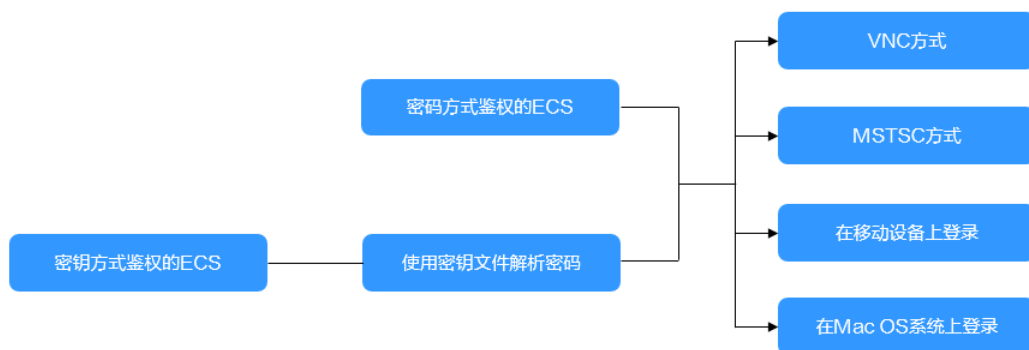 VNC方式
密码方式鉴权的ECS
MSTSC方式
在移动设备上登录
密钥方式鉴权的ECS
使用密钥文件解析密码
在Mac OS系统上登录